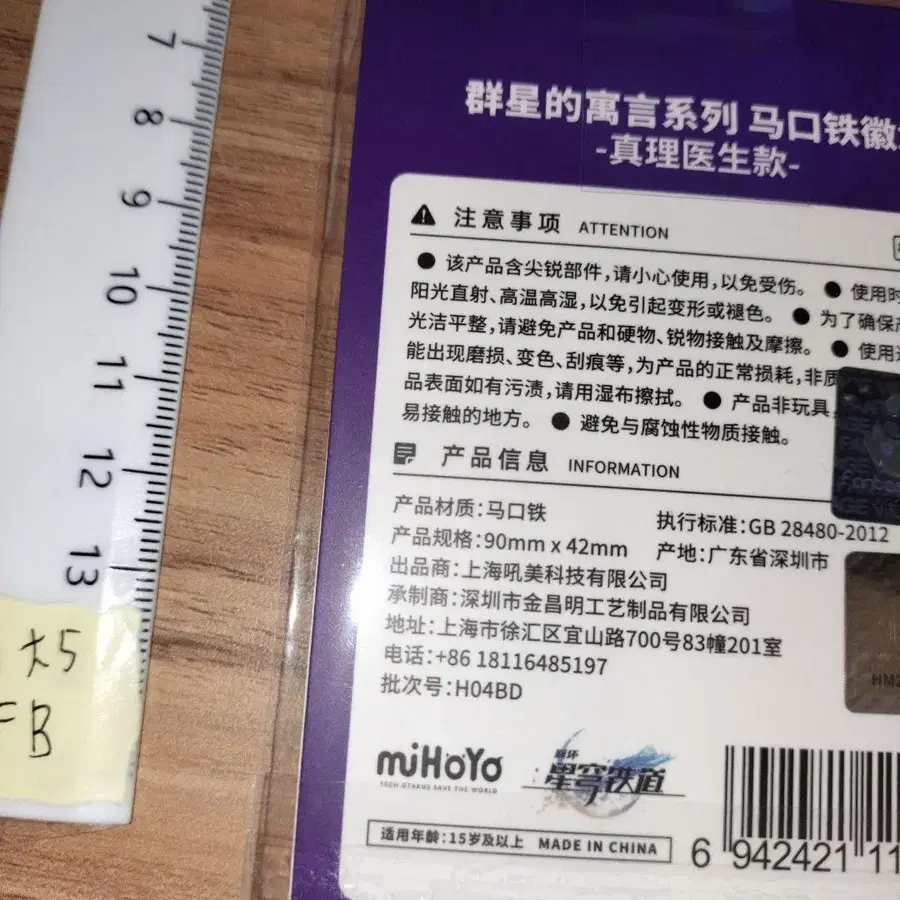 7
8
9
10
11
12
13
大5
FB
群星的寓言系列 马口铁徽
-真理医生款-
注意事项 ATTENTION
● 该产品含尖锐部件,请小心使用,以免受伤。 ● 使用时
阳光直射、高温高湿,以免引起变形或褪色。 ● 为了确保产
光洁平整,请避免产品和硬物、锐物接触及摩擦。 ● 使用过
能出现磨损、变色、刮痕等,为产品的正常损耗,非质
品表面如有污渍,请用湿布擦拭。 ● 产品非玩具
易接触的地方。 ● 避免与腐蚀性物质接触。
产品信息 INFORMATION
产品材质:马口铁
执行标准:GB 28480-2012
产品规格:90mm x 42mm
产地:广东省深圳市
出品商:上海吼美科技有限公司
承制商:深圳市金昌明工艺制品有限公司
地址:上海市徐汇区宜山路700号83幢201室
电话:+86 18116485197
批次号:H04BD
HM2
miHoYo
TECH OTAKUS SAVE THE WORLD
崩坏
星穹铁道
适用年龄:15岁及以上 MADE IN CHINA
6 942421 11